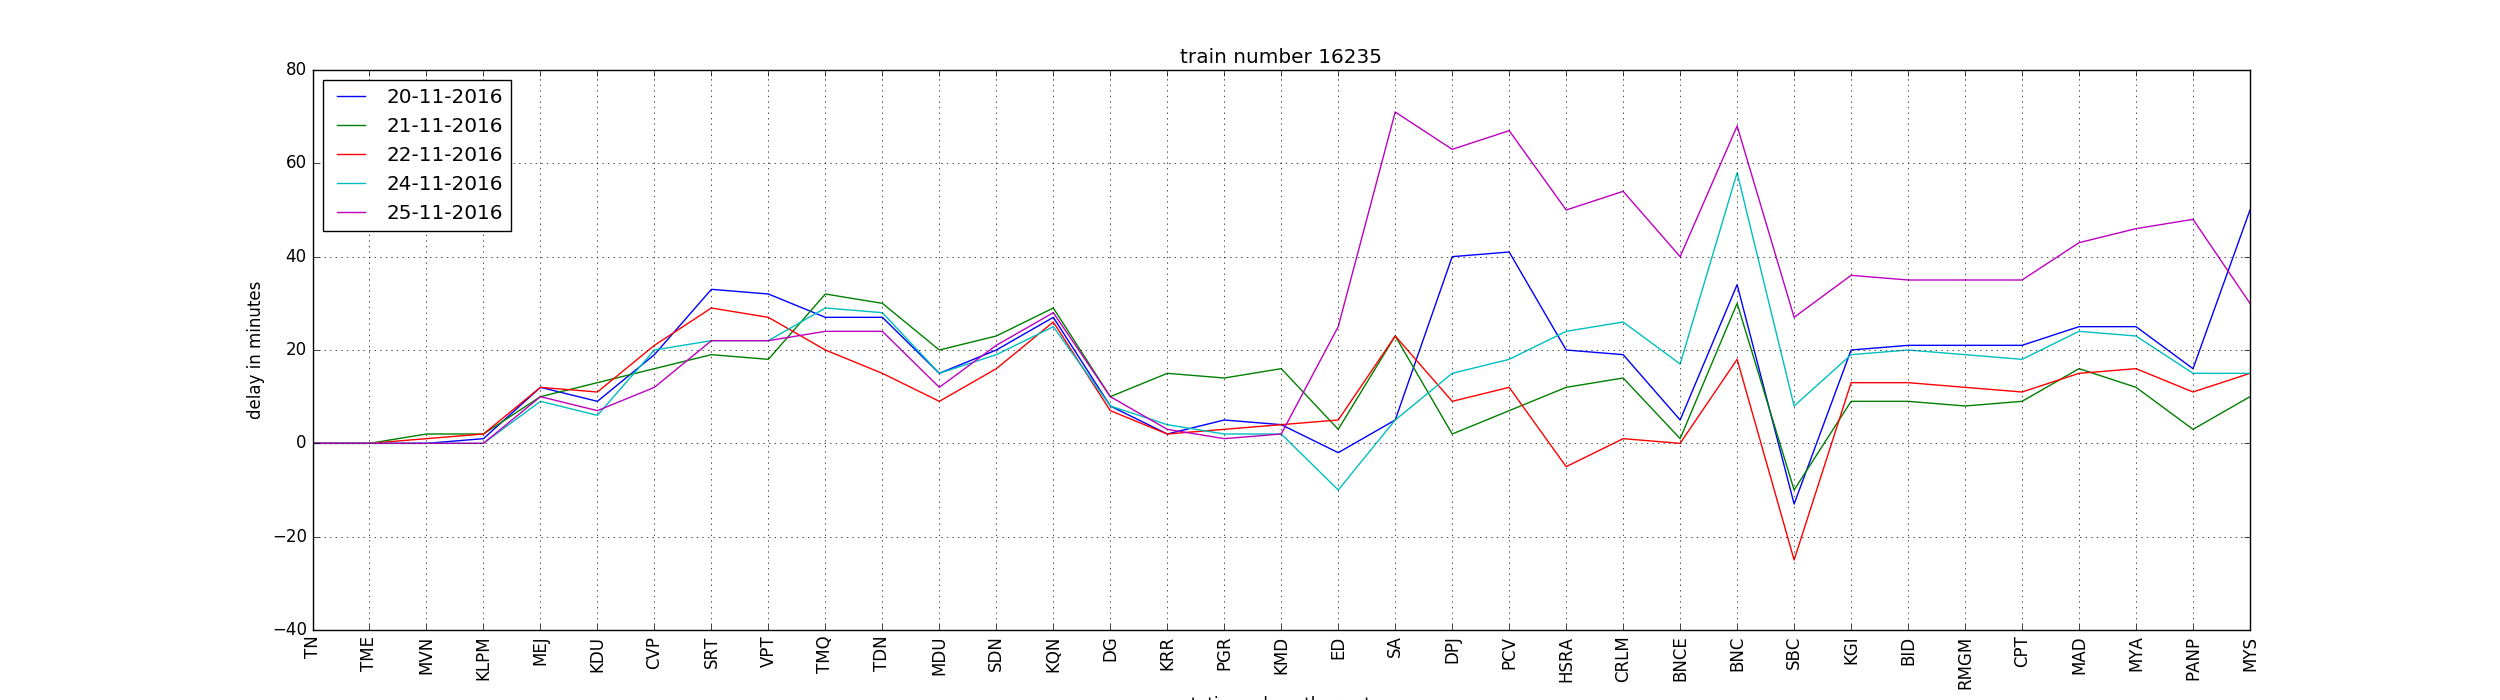 train number 16235
80
60
40
20
0
−20
−40
delay in minutes
20-11-2016
21-11-2016
22-11-2016
24-11-2016
25-11-2016
TN
TME
MVN
KLPM
MEJ
KDU
CVP
SRT
VPT
TMQ
TDN
MDU
SDN
KQN
DG
KRR
PGR
KMD
ED
SA
DPJ
PCV
HSRA
CRLM
BNCE
BNC
SBC
KGI
BID
RMGM
CPT
MAD
MYA
PANP
MYS